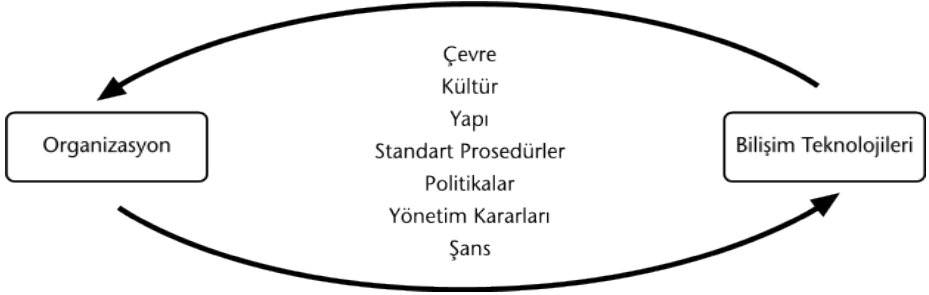 Çevre
Kültür
Yapı
Standart Prosedürler
Politikalar
Yönetim Kararları
Şans
Organizasyon
Bilişim Teknolojileri